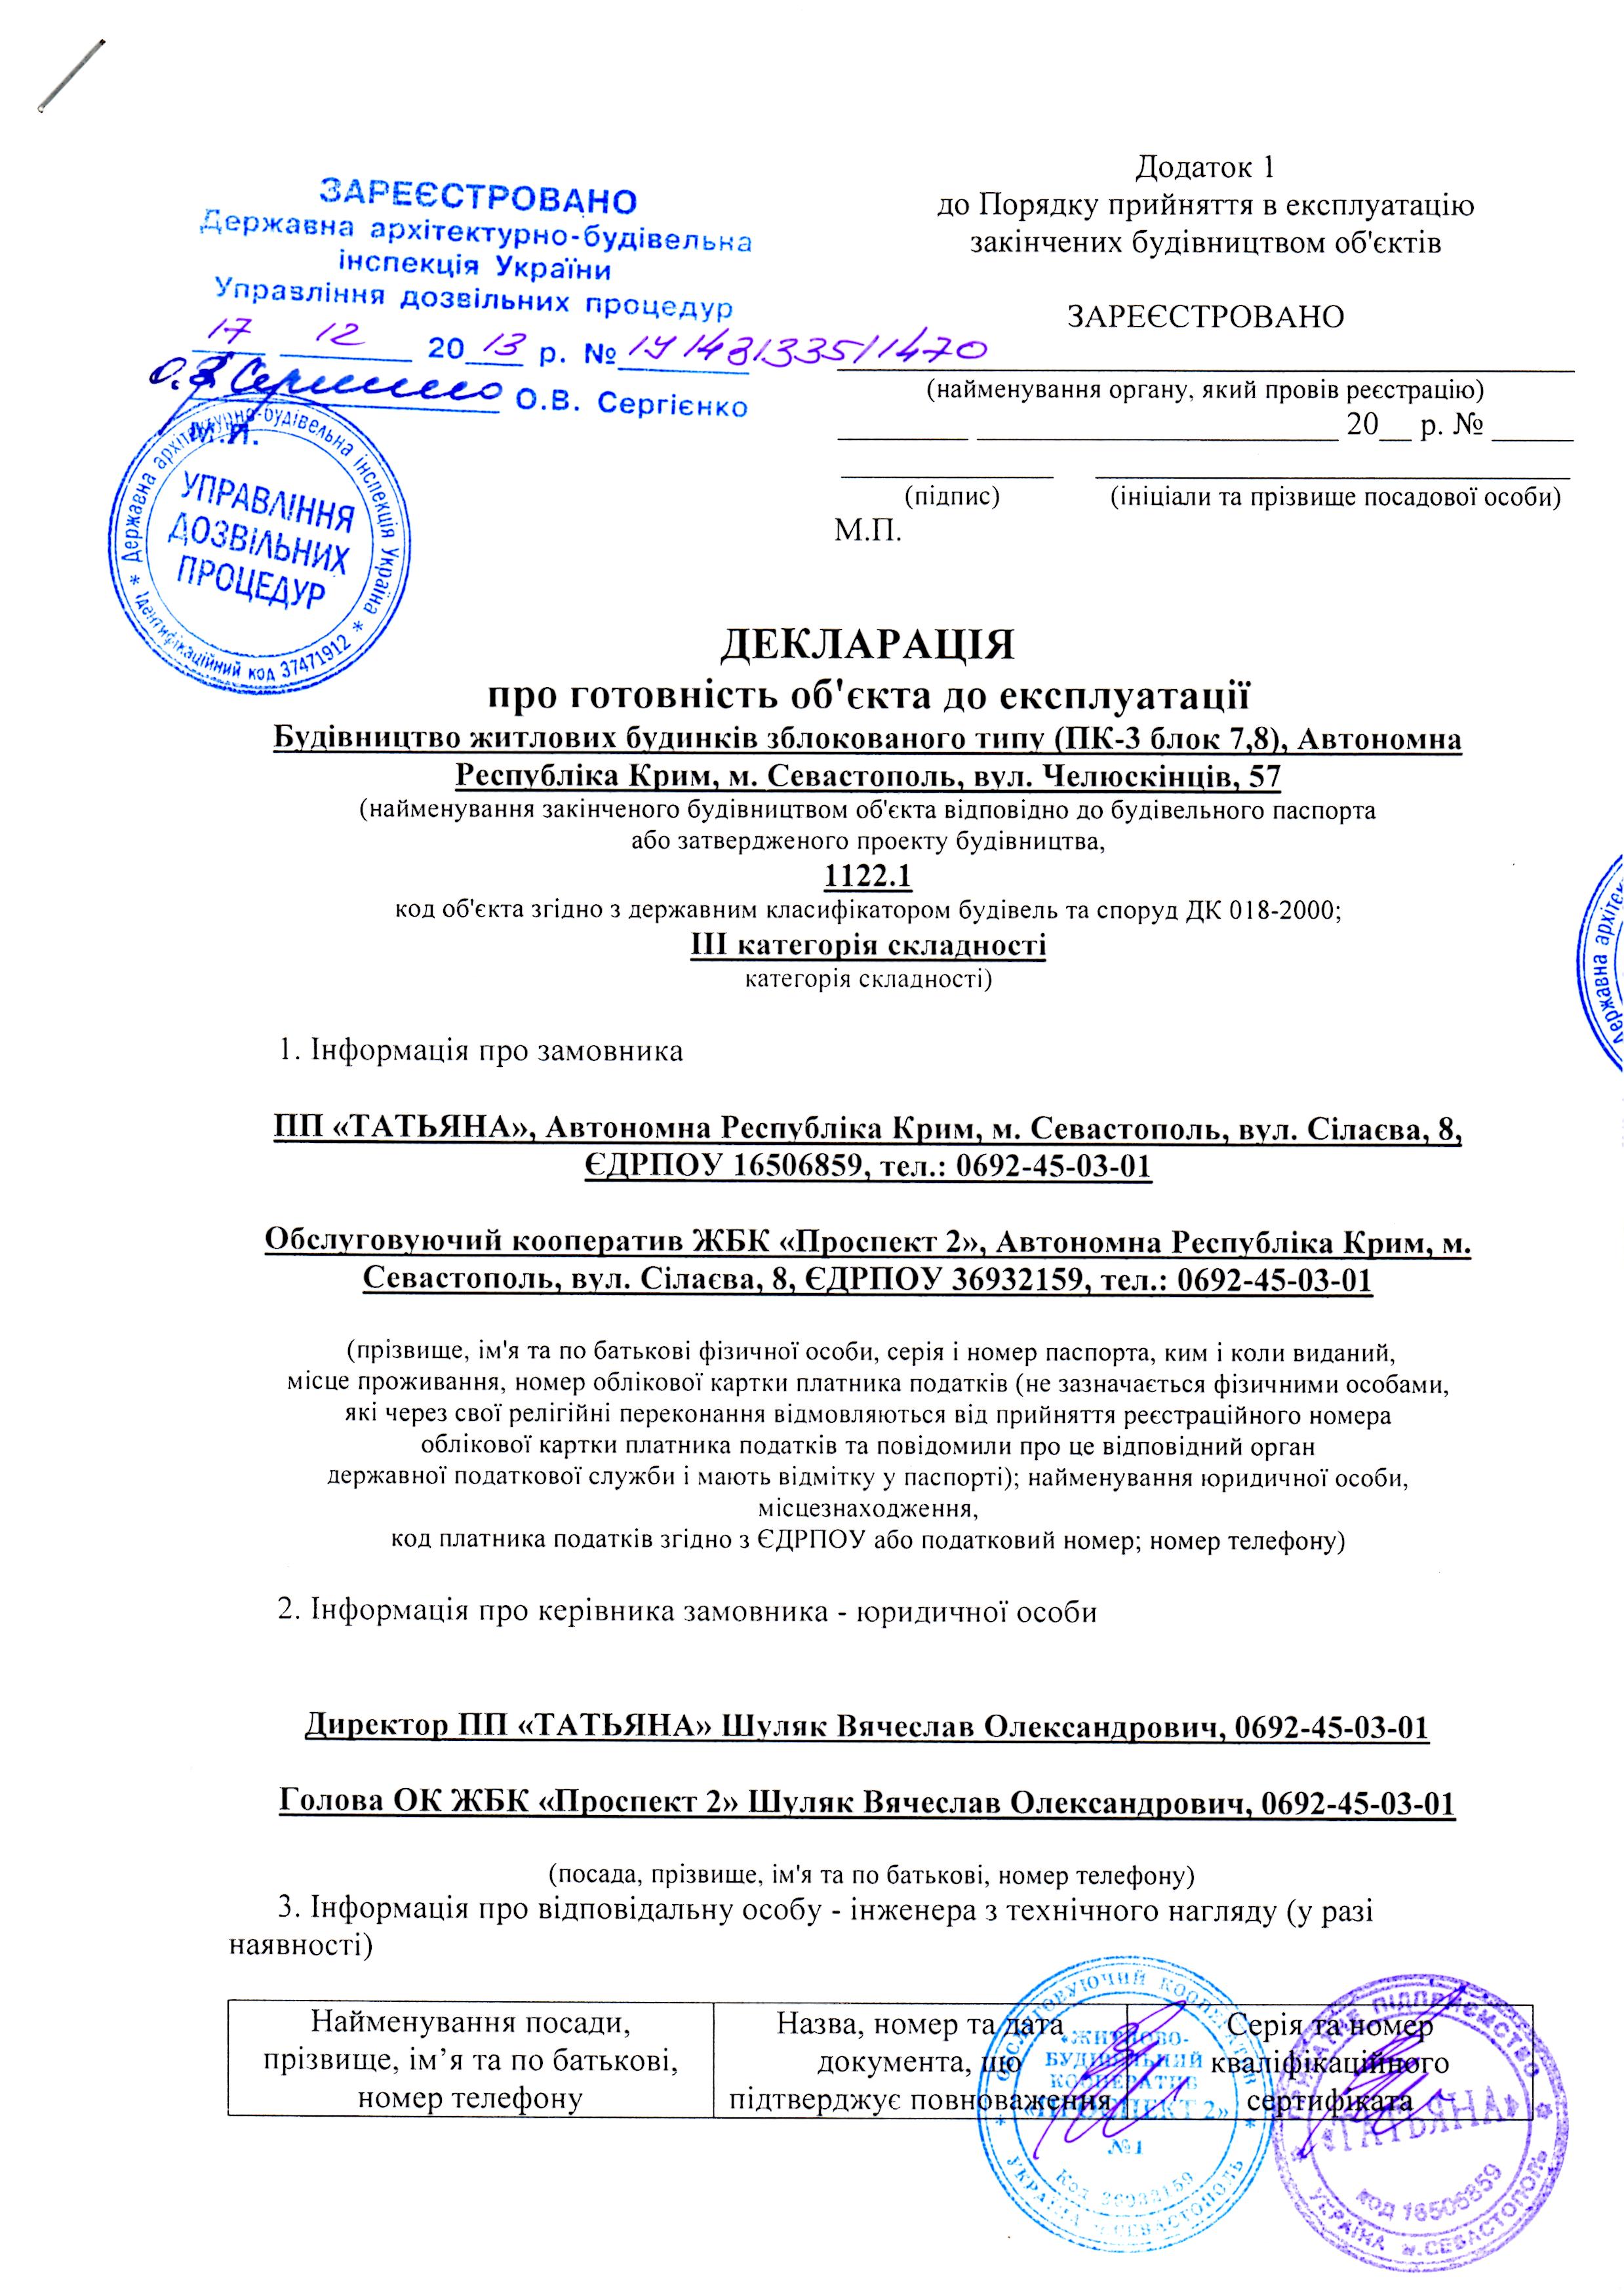 ЗАРЕЄСТРОВАНО
Державна архітектурно-будівельна
інспекція України
Управління дозвільних процедур
17 12 2013 р. №
О.В. Сергієнко
М.П.
Державна архітектурно-будівельна інспекція України
УПРАВЛІННЯ
ДОЗВІЛЬНИХ
ПРОЦЕДУР
Ідентифікаційний код 37471912
Додаток 1
до Порядку прийняття в експлуатацію
закінчених будівництвом об'єктів
ЗАРЕЄСТРОВАНО
(найменування органу, який провів реєстрацію)
20__ р. № _____
(підпис) (ініціали та прізвище посадової особи)
М.П.
ДЕКЛАРАЦІЯ
про готовність об'єкта до експлуатації
Будівництво житлових будинків зблокованого типу (ПК-3 блок 7,8), Автономна
Республіка Крим, м. Севастополь, вул. Челюскінців, 57
(найменування закінченого будівництвом об'єкта відповідно до будівельного паспорта
або затвердженого проекту будівництва,
1122.1
код об'єкта згідно з державним класифікатором будівель та споруд ДК 018-2000;
ІІІ категорія складності
категорія складності)
1. Інформація про замовника
ПП «ТАТЬЯНА», Автономна Республіка Крим, м. Севастополь, вул. Сілаєва, 8,
ЄДРПОУ 16506859, тел.: 0692-45-03-01
Обслуговуючий кооператив ЖБК «Проспект 2», Автономна Республіка Крим, м.
Севастополь, вул. Сілаєва, 8, ЄДРПОУ 36932159, тел.: 0692-45-03-01
(прізвище, ім'я та по батькові фізичної особи, серія і номер паспорта, ким і коли виданий,
місце проживання, номер облікової картки платника податків (не зазначається фізичними особами,
які через свої релігійні переконання відмовляються від прийняття реєстраційного номера
облікової картки платника податків та повідомили про це відповідний орган
державної податкової служби і мають відмітку у паспорті); найменування юридичної особи,
місцезнаходження,
код платника податків згідно з ЄДРПОУ або податковий номер; номер телефону)
2. Інформація про керівника замовника - юридичної особи
Директор ПП «ТАТЬЯНА» Шуляк Вячеслав Олександрович, 0692-45-03-01
Голова ОК ЖБК «Проспект 2» Шуляк Вячеслав Олександрович, 0692-45-03-01
(посада, прізвище, ім'я та по батькові, номер телефону)
3. Інформація про відповідальну особу - інженера з технічного нагляду (у разі
наявності)
Найменування посади,
прізвище, ім’я та по батькові,
номер телефону
Назва, номер та дата
документа, що
підтверджує повноваження
Серія та номер
кваліфікаційного
сертифіката
ОБСЛУГОВУЮЧИЙ КООПЕРАТИВ
«ЖИТЛОВО-
БУДІВЕЛЬНИЙ
КООПЕРАТИВ
«ПРОСПЕКТ 2»
№1
Код 36932159
УКРАЇНА м.СЕВАСТОПОЛЬ
ПРИВАТНЕ ПІДПРИЄМСТВО
«ТАТЬЯНА»
код 16506859
УКРАЇНА м.СЕВАСТОПОЛЬ